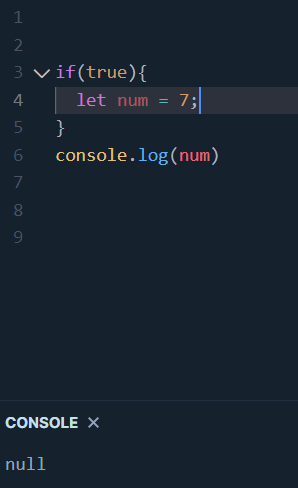 1
2
3 if(true){
4 let num = 7;
5 }
6 console.log(num)
7
8
9
CONSOLE ×
null